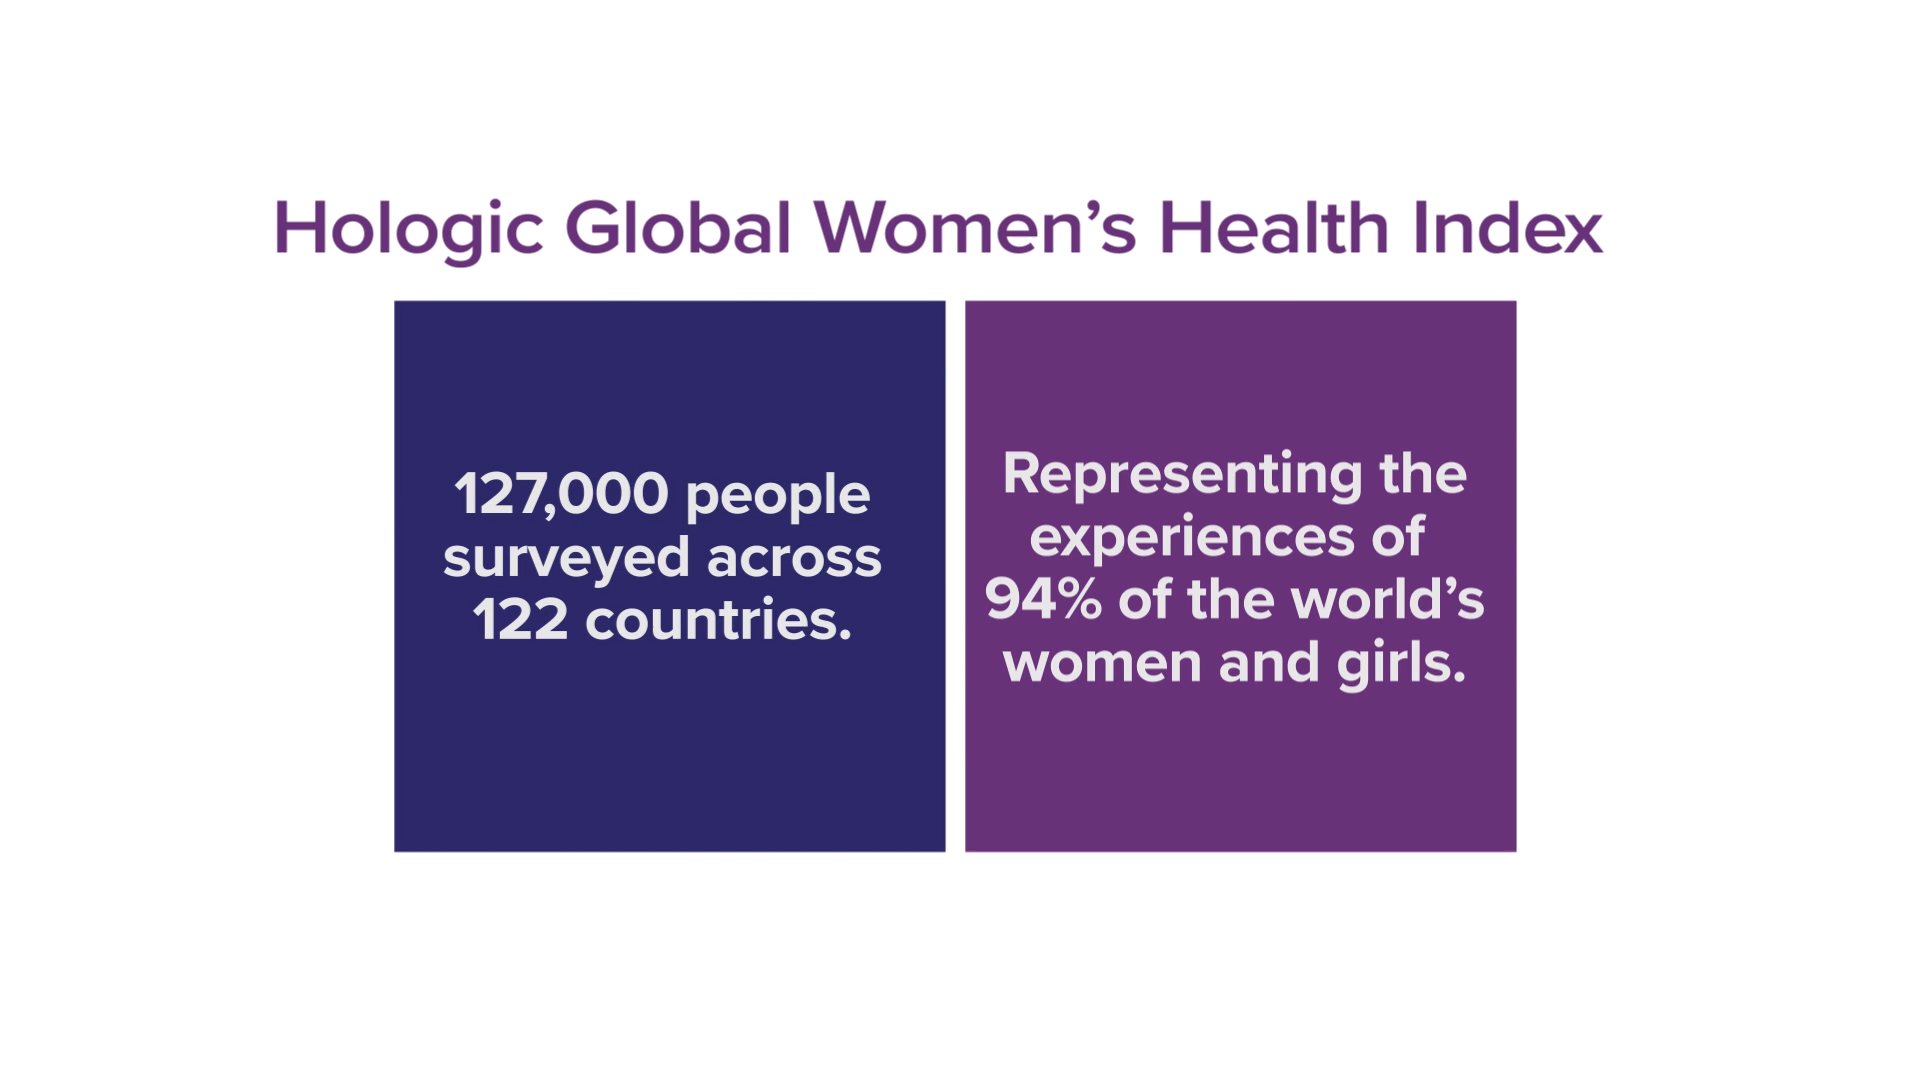 Hologic Global Women’s Health Index
127,000 people
surveyed across
122 countries.
Representing the
experiences of
94% of the world’s
women and girls.